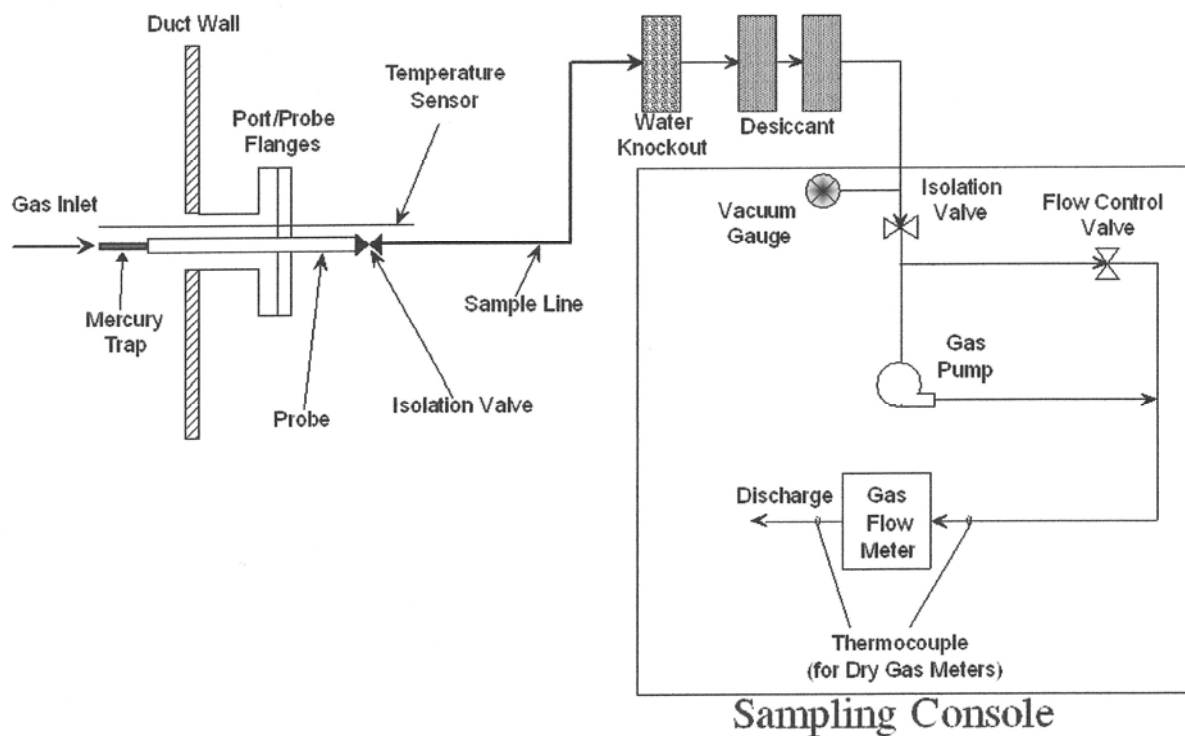 Duct Wall
Temperature
Sensor
Port/Probe
Flanges
Gas Inlet
Mercury
Trap
Probe
Isolation Valve
Sample Line
Water
Knockout
Desiccant
Vacuum
Gauge
Isolation
Valve
Flow Control
Valve
Gas
Pump
Discharge
Gas
Flow
Meter
Thermocouple
(for Dry Gas Meters)
Sampling Console